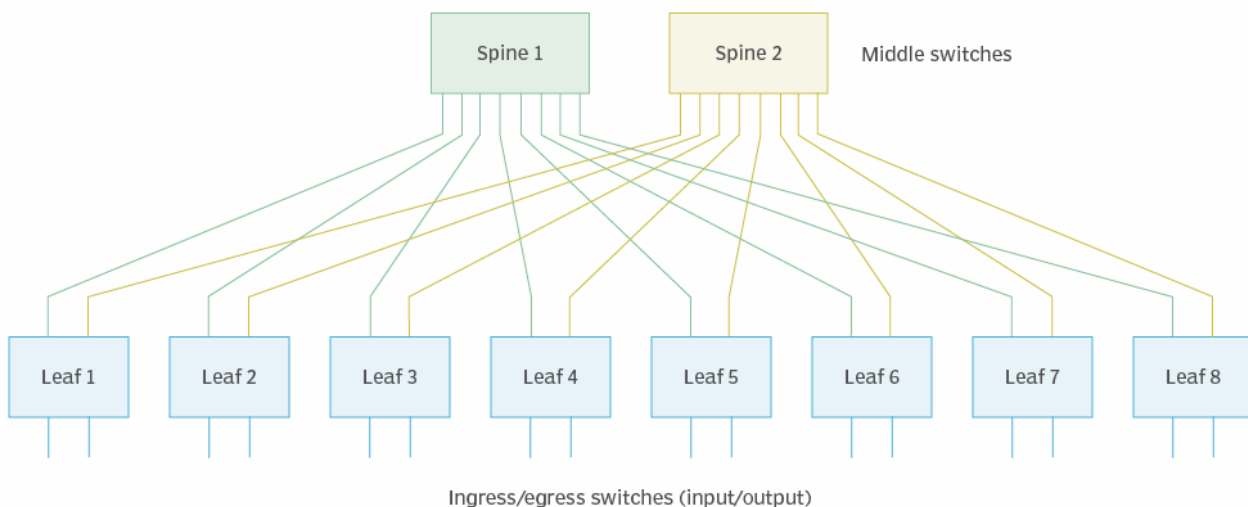 Spine 1
Spine 2
Middle switches
Leaf 1
Leaf 2
Leaf 3
Leaf 4
Leaf 5
Leaf 6
Leaf 7
Leaf 8
Ingress/egress switches (input/output)